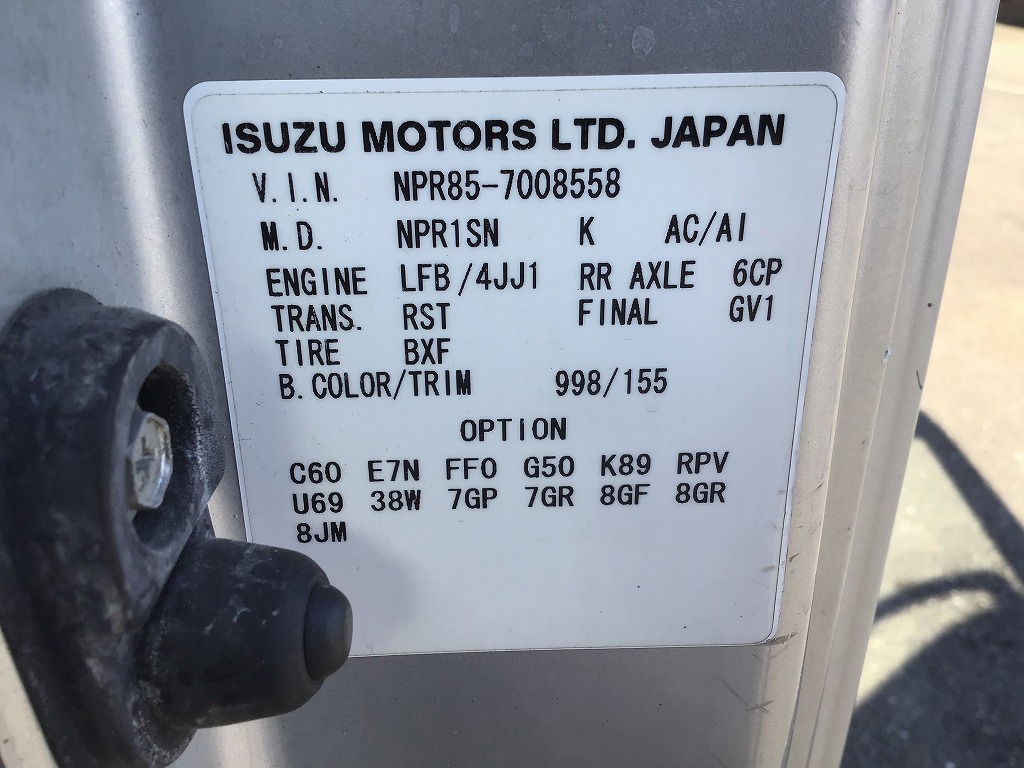 ISUZU MOTORS LTD. JAPAN
V.I.N. NPR85-7008558
M.D. NPR1SN K AC/AI
ENGINE LFB/4JJ1 RR AXLE 6CP
TRANS. RST FINAL GV1
TIRE BXF
B.COLOR/TRIM 998/155
OPTION
C60 E7N FF0 G50 K89 RPV
U69 38W 7GP 7GR 8GF 8GR
8JM